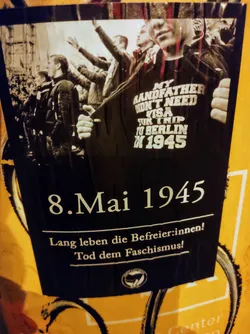 MY
GRANDFATHER
DIDN'T NEED
VISA
FOR TRIP
TO BERLIN
IN 1945
8.Mai 1945
Lang leben die Befreier:innen!
Tod dem Faschismus!